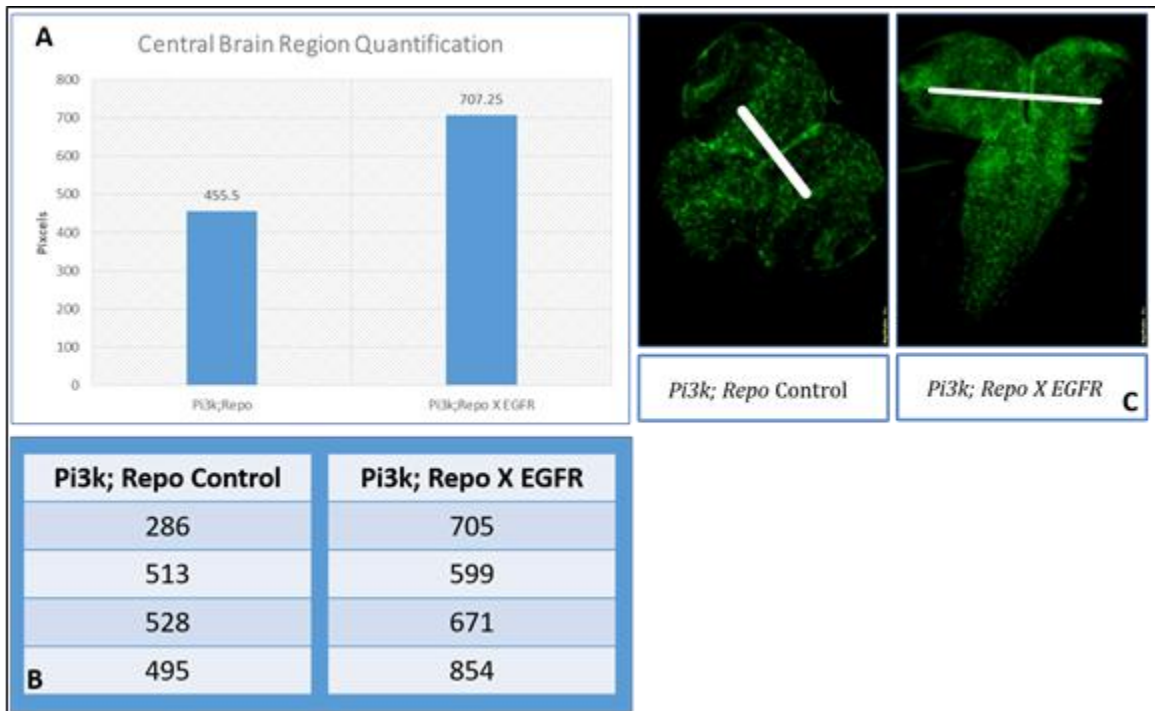 A
Central Brain Region Quantification
800
700
600
500
400
300
200
100
0
Pixcels
455.5
707.25
Pi3k;Repo
Pi3k;Repo X EGFR
Pi3k; Repo Control
Pi3k; Repo X EGFR
C
Pi3k; Repo Control Pi3k; Repo X EGFR
286 705
513 599
528 671
495 854
B